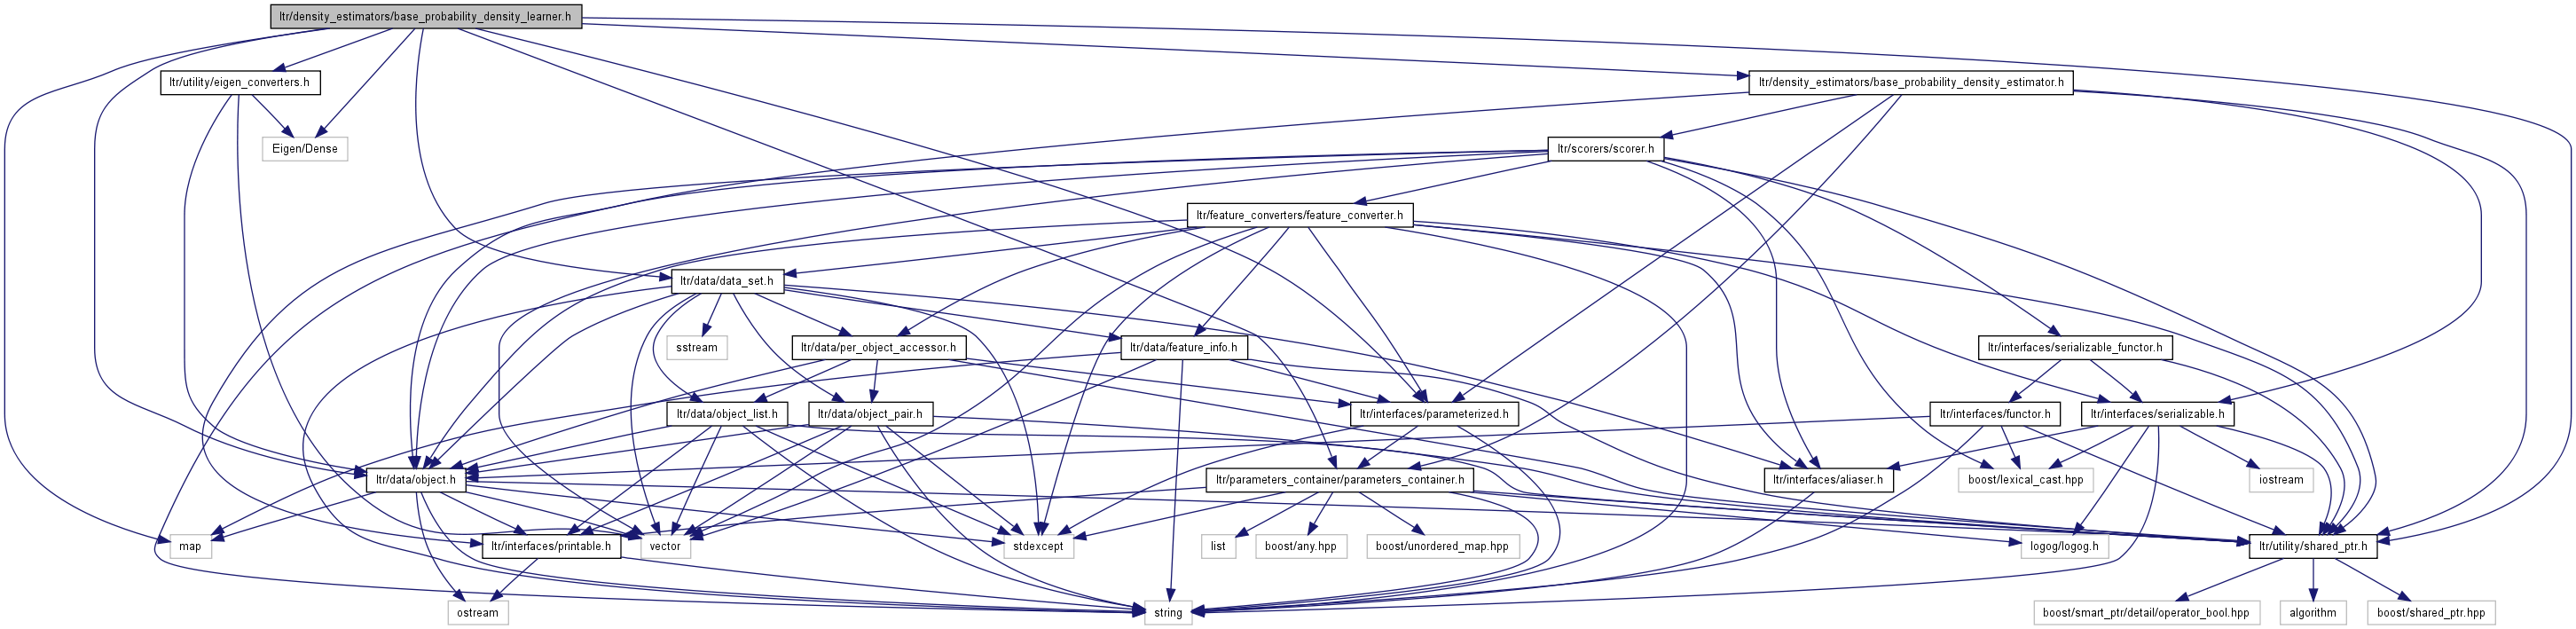 ltr/density_estimators/base_probability_density_learner.h
ltr/utility/eigen_converters.h
ltr/density_estimators/base_probability_density_estimator.h
Eigen/Dense
ltr/scorers/scorer.h
ltr/feature_converters/feature_converter.h
ltr/data/data_set.h
sstream
ltr/data/per_object_accessor.h
ltr/data/feature_info.h
ltr/interfaces/serializable_functor.h
ltr/data/object_list.h
ltr/data/object_pair.h
ltr/interfaces/parameterized.h
ltr/interfaces/functor.h
ltr/interfaces/serializable.h
ltr/data/object.h
ltr/parameters_container/parameters_container.h
ltr/interfaces/aliaser.h
boost/lexical_cast.hpp
iostream
map
ltr/interfaces/printable.h
vector
stdexcept
list
boost/any.hpp
boost/unordered_map.hpp
logog/logog.h
ltr/utility/shared_ptr.h
ostream
string
boost/smart_ptr/detail/operator_bool.hpp
algorithm
boost/shared_ptr.hpp